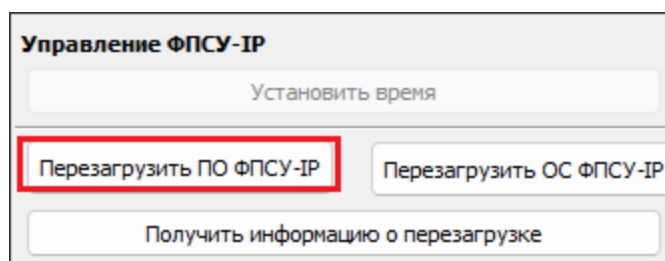 Управление ФПСУ-IP
Установить время
Перезагрузить ПО ФПСУ-IP
Перезагрузить ОС ФПСУ-IP
Получить информацию о перезагрузке